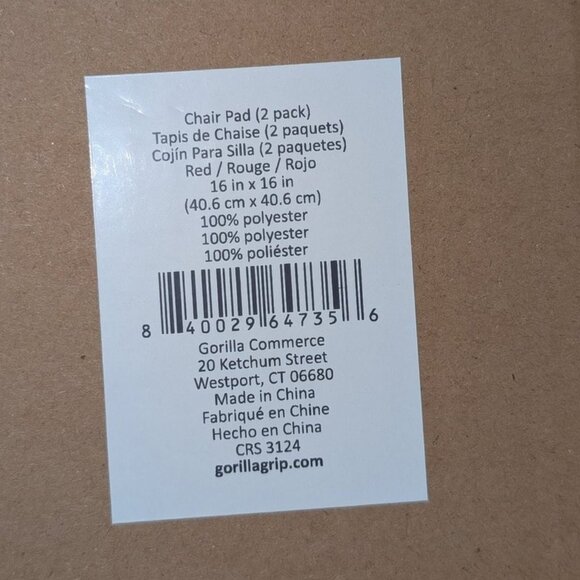 Chair Pad (2 pack)
Tapis de Chaise (2 paquets)
Cojín Para Silla (2 paquetes)
Red / Rouge / Rojo
16 in x 16 in
(40.6 cm x 40.6 cm)
100% polyester
100% polyester
100% poliéster
8 40029 64735 6
Gorilla Commerce
20 Ketchum Street
Westport, CT 06680
Made in China
Fabriqué en Chine
Hecho en China
CRS 3124
gorillagrip.com